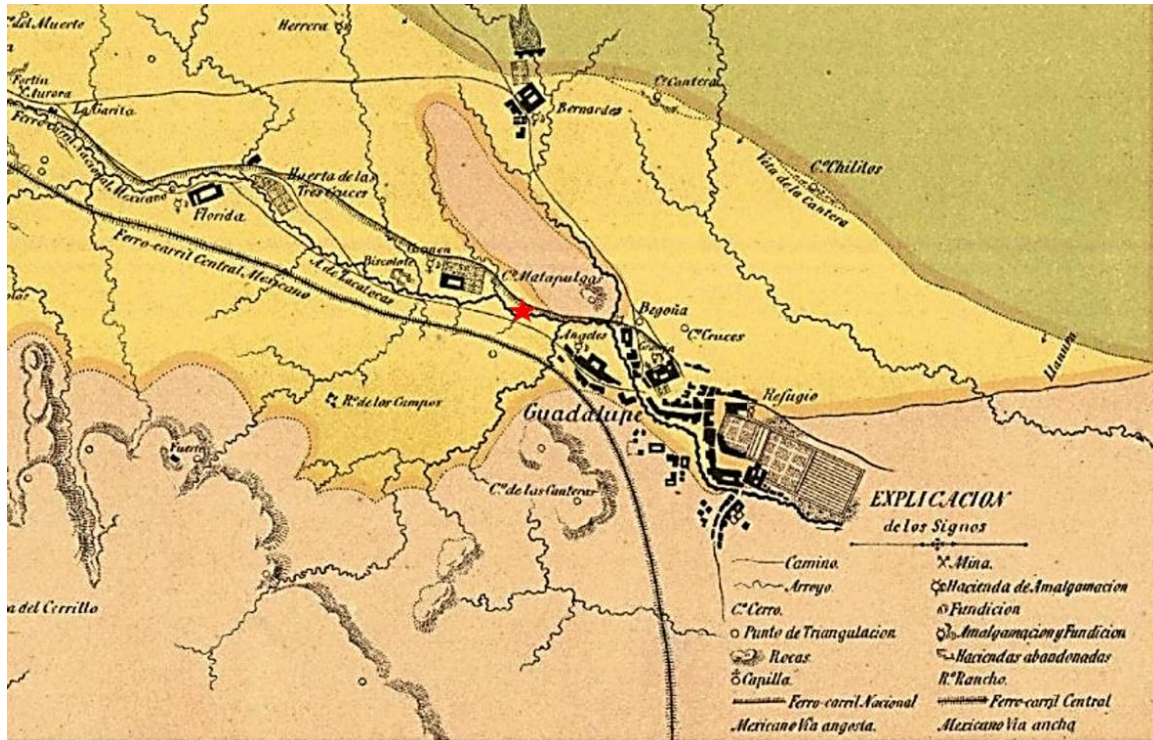 del Muerto
Herrera
Fortin
Aurora
La Garita
Ferro-carril Nacional Mexicano
Bernardes
Cº Cantera
Cº Chilitos
Veta de la Cantera
Huerta de las
Tres Cruces
Florida
Ferro-carril Central, Mexicano
A. de Zacatecas
Biscolote
Cº Matapulgas
Begoña
Cº Cruces
Angeles
Llanura
Refugio
Guadalupe
Rº de los Campos
Fuerte
Cº de las Canteras
a del Cerrillo
EXPLICACION
de los Signos
Camino.
Arroyo.
Cº Cerro.
Punto de Triangulacion
Rocas
Capilla.
Ferro-carril Nacional
Mexicano Via angosta.
Mina.
Hacienda de Amalgamacion
Fundicion
Amalgamacion y Fundicion
Haciendas abandonadas
Rº Rancho.
Ferro-carril Central
Mexicano Via ancha